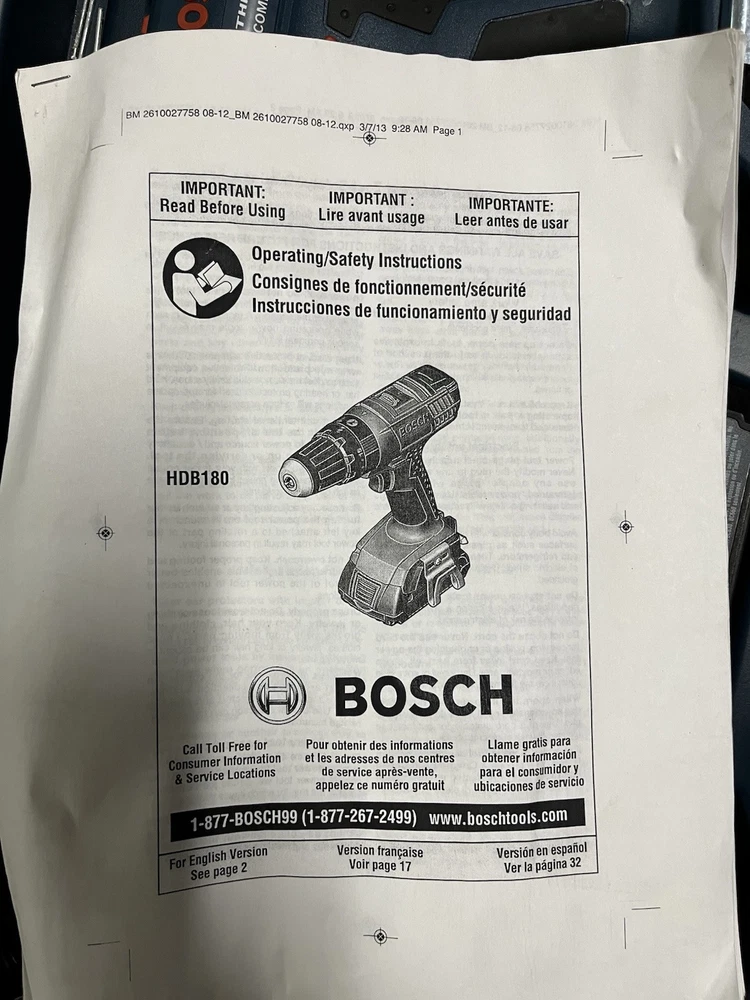 THE
COM
BM 2610027758 08-12_BM 2610027758 08-12.qxp 3/7/13 9:28 AM Page 1
IMPORTANT:
Read Before Using
IMPORTANT :
Lire avant usage
IMPORTANTE:
Leer antes de usar
Operating/Safety Instructions
Consignes de fonctionnement/sécurité
Instrucciones de funcionamiento y seguridad
BOSCH
HDB180
BOSCH
Call Toll Free for
Consumer Information
& Service Locations
Pour obtenir des informations
et les adresses de nos centres
de service après-vente,
appelez ce numéro gratuit
Llame gratis para
obtener información
para el consumidor y
ubicaciones de servicio
1-877-BOSCH99 (1-877-267-2499) www.boschtools.com
For English Version
See page 2
Version française
Voir page 17
Versión en español
Ver la página 32